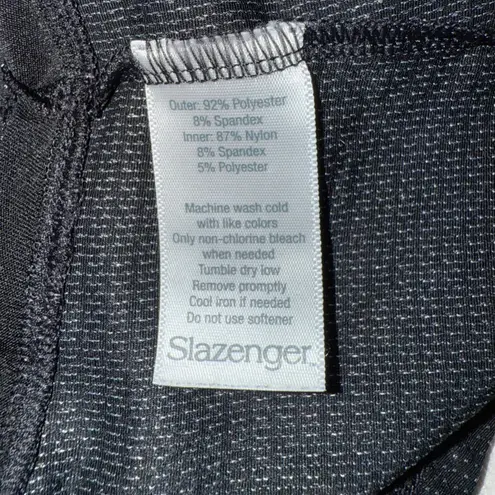 Outer: 92% Polyester
8% Spandex
Inner: 87% Nylon
8% Spandex
5% Polyester
Machine wash cold
with like colors
Only non-chlorine bleach
when needed
Tumble dry low
Remove promptly
Cool iron if needed
Do not use softener
Slazenger™